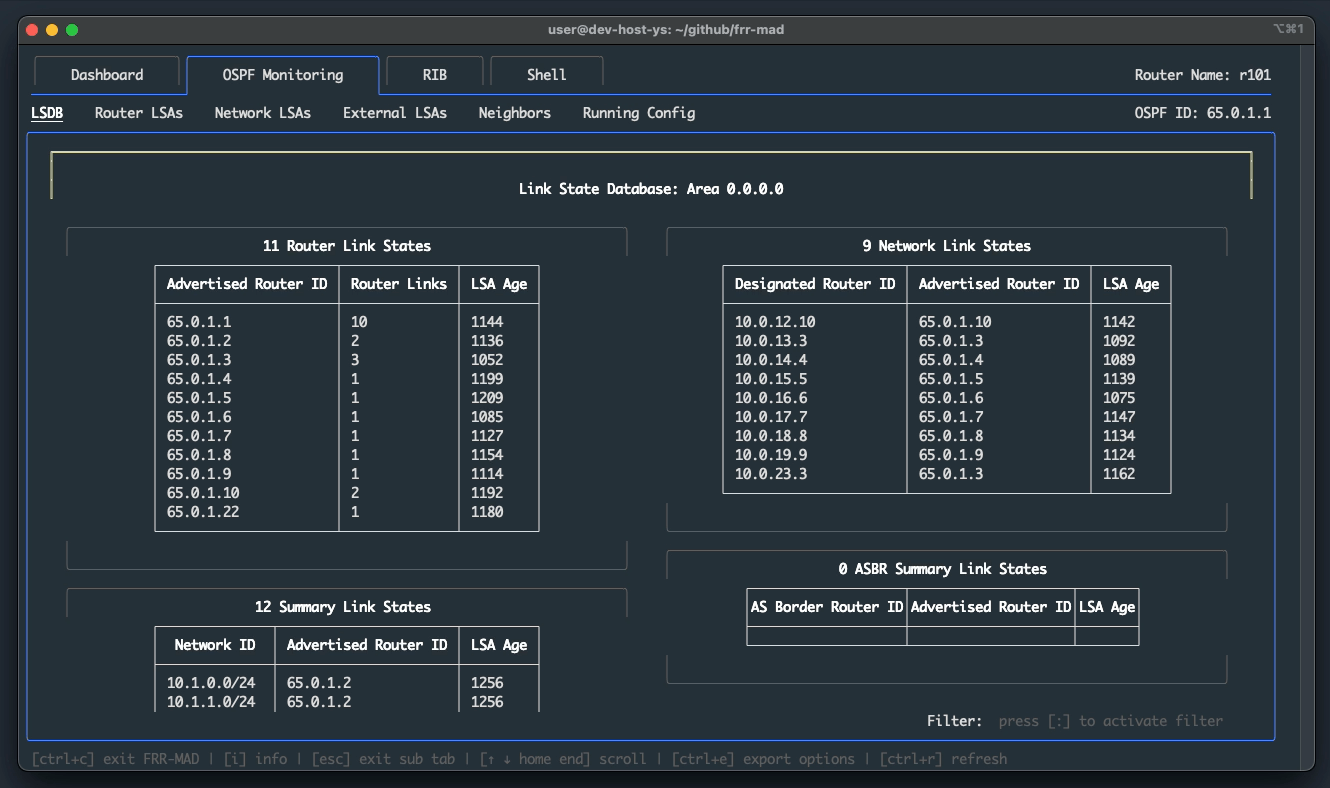 user@dev-host-ys: ~/github/frr-mad
⌥⌘1
Dashboard OSPF Monitoring RIB Shell Router Name: r101
LSDB Router LSAs Network LSAs External LSAs Neighbors Running Config OSPF ID: 65.0.1.1
Link State Database: Area 0.0.0.0
11 Router Link States
Advertised Router ID Router Links LSA Age
65.0.1.1 10 1144
65.0.1.2 2 1136
65.0.1.3 3 1052
65.0.1.4 1 1199
65.0.1.5 1 1209
65.0.1.6 1 1085
65.0.1.7 1 1127
65.0.1.8 1 1154
65.0.1.9 1 1114
65.0.1.10 2 1192
65.0.1.22 1 1180
12 Summary Link States
Network ID Advertised Router ID LSA Age
10.1.0.0/24 65.0.1.2 1256
10.1.1.0/24 65.0.1.2 1256
9 Network Link States
Designated Router ID Advertised Router ID LSA Age
10.0.12.10 65.0.1.10 1142
10.0.13.3 65.0.1.3 1092
10.0.14.4 65.0.1.4 1089
10.0.15.5 65.0.1.5 1139
10.0.16.6 65.0.1.6 1075
10.0.17.7 65.0.1.7 1147
10.0.18.8 65.0.1.8 1134
10.0.19.9 65.0.1.9 1124
10.0.23.3 65.0.1.3 1162
0 ASBR Summary Link States
AS Border Router ID Advertised Router ID LSA Age
Filter: press [:] to activate filter
[ctrl+c] exit FRR-MAD | [i] info | [esc] exit sub tab | [↑ ↓ home end] scroll | [ctrl+e] export options | [ctrl+r] refresh